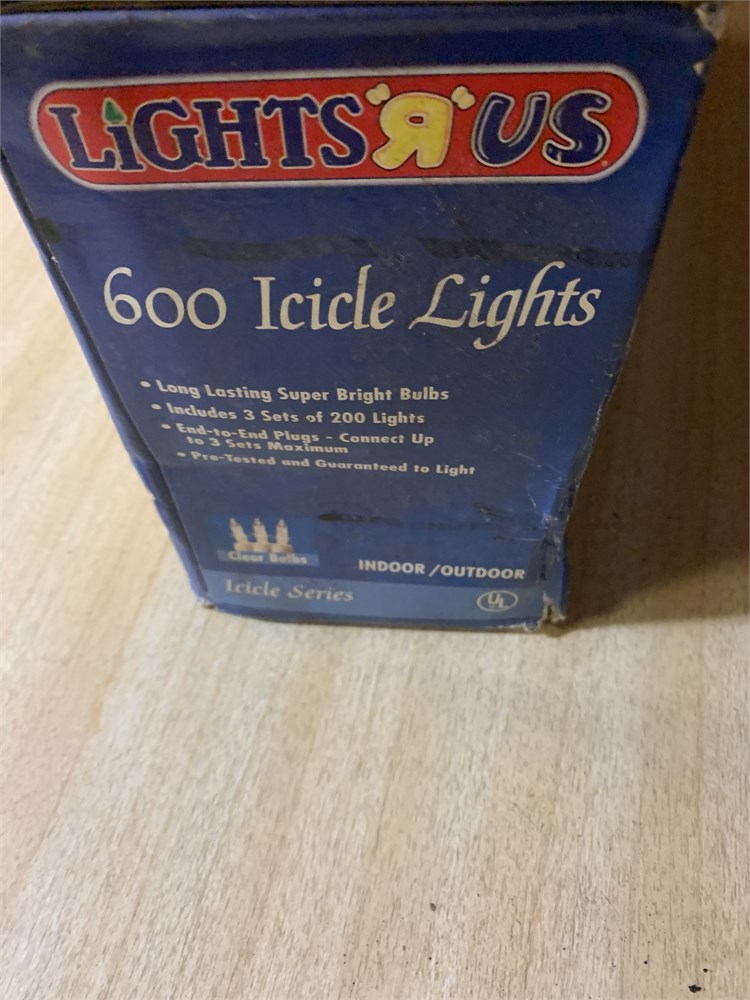 LiGHTS "R" US
600 Icicle Lights
• Long Lasting Super Bright Bulbs
• Includes 3 Sets of 200 Lights
• End-to-End Plugs - Connect Up
to 3 Sets Maximum
• Pre-Tested and Guaranteed to Light
Clear Bulbs
INDOOR/OUTDOOR
Icicle Series
UL